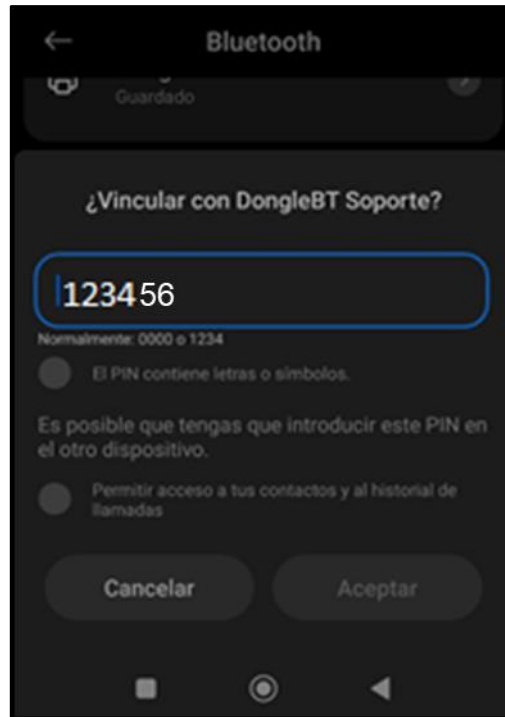 Bluetooth
Guardado
¿Vincular con DongleBT Soporte?
123456
Normalmente: 0000 o 1234
El PIN contiene letras o símbolos.
Es posible que tengas que introducir este PIN en
el otro dispositivo.
Permitir acceso a tus contactos y al historial de
llamadas
Cancelar
Aceptar